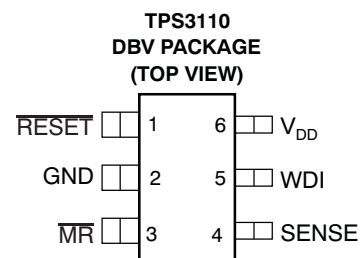 TPS3110
DBV PACKAGE
(TOP VIEW)
RESET 1 6 VDD
GND 2 5 WDI
MR 3 4 SENSE